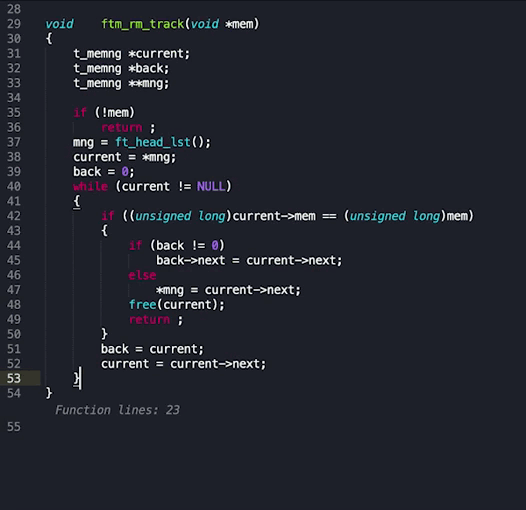 28
29 void    ftm_rm_track(void *mem)
30 {
31     t_memng *current;
32     t_memng *back;
33     t_memng **mng;
34
35     if (!mem)
36         return ;
37     mng = ft_head_lst();
38     current = *mng;
39     back = 0;
40     while (current != NULL)
41     {
42         if ((unsigned long)current->mem == (unsigned long)mem)
43         {
44             if (back != 0)
45                 back->next = current->next;
46             else
47                 *mng = current->next;
48             free(current);
49             return ;
50         }
51         back = current;
52         current = current->next;
53     }
54 }
Function lines: 23
55